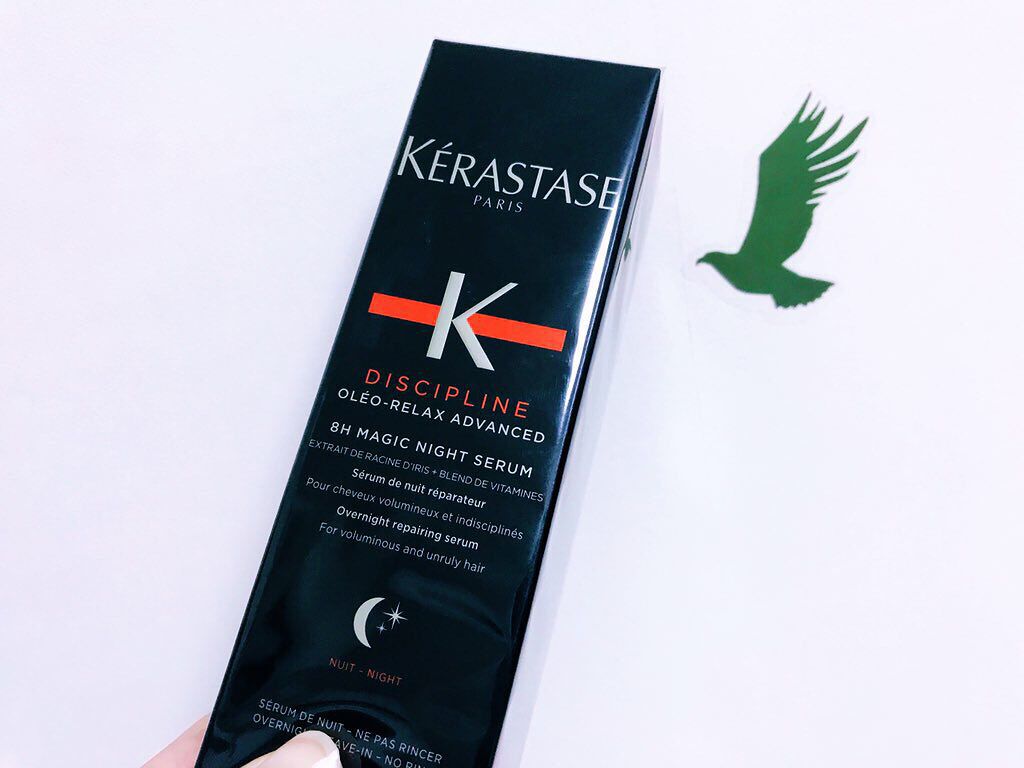 KÉRASTASE
PARIS
K
DISCIPLINE
OLÉO-RELAX ADVANCED
8H MAGIC NIGHT SERUM
EXTRAIT DE RACINE D'IRIS + BLEND DE VITAMINES
Sérum de nuit réparateur
Pour cheveux volumineux et indisciplinés
Overnight repairing serum
For voluminous and unruly hair
NUIT - NIGHT
SÉRUM DE NUIT - NE PAS RINCER
-IN - NO